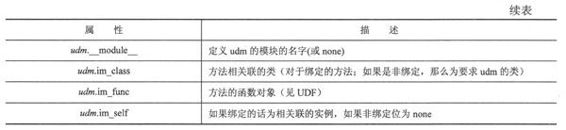 续表
属 性 描 述
udm.__module__ 定义 udm 的模块的名字(或 none)
udm.im_class 方法相关联的类（对于绑定的方法；如果是非绑定，那么为要求 udm 的类）
udm.im_func 方法的函数对象（见 UDF）
udm.im_self 如果绑定的话为相关联的实例，如果非绑定位为 none